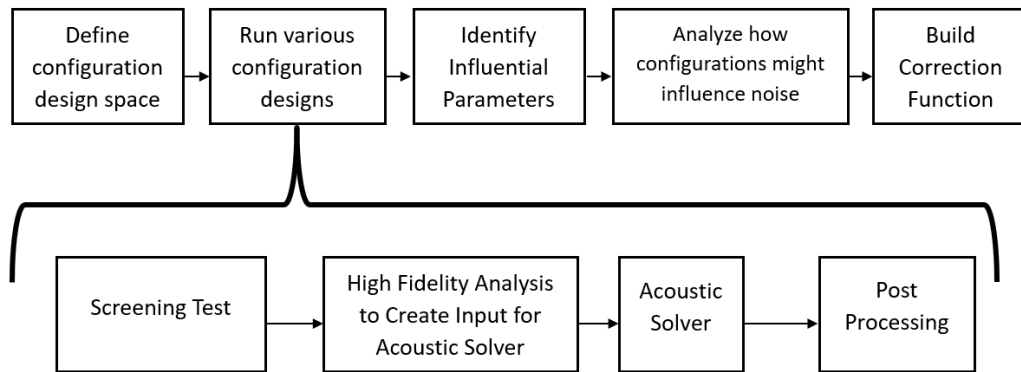 Define
configuration
design space
Run various
configuration
designs
Identify
Influential
Parameters
Analyze how
configurations might
influence noise
Build
Correction
Function
Screening Test
High Fidelity Analysis
to Create Input for
Acoustic Solver
Acoustic
Solver
Post
Processing